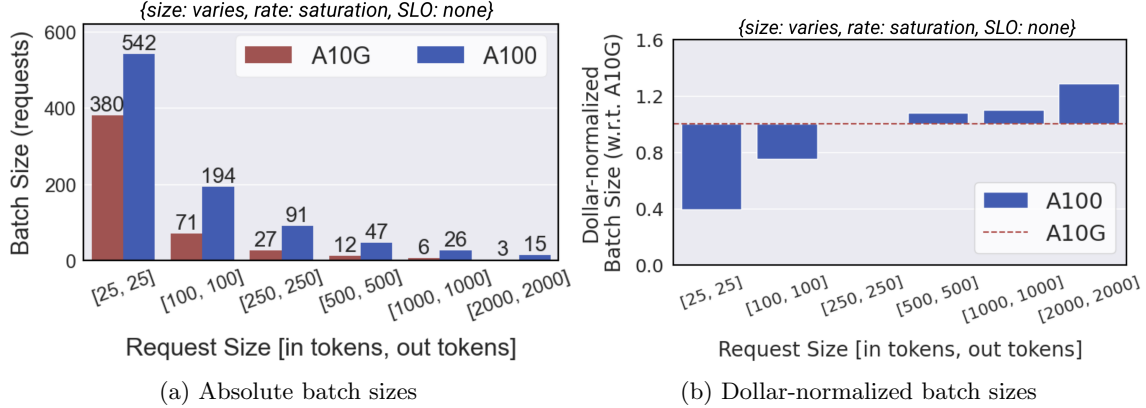 {size: varies, rate: saturation, SLO: none}
Batch Size (requests)
600
400
200
0
380
542
71
194
27
91
12
47
6
26
3
15
A10G
A100
[25, 25]
[100, 100]
[250, 250]
[500, 500]
[1000, 1000]
[2000, 2000]
Request Size [in tokens, out tokens]
(a) Absolute batch sizes
{size: varies, rate: saturation, SLO: none}
Dollar-normalized
Batch Size (w.r.t. A10G)
1.6
1.2
0.8
0.4
0.0
A100
A10G
[25, 25]
[100, 100]
[250, 250]
[500, 500]
[1000, 1000]
[2000, 2000]
Request Size [in tokens, out tokens]
(b) Dollar-normalized batch sizes